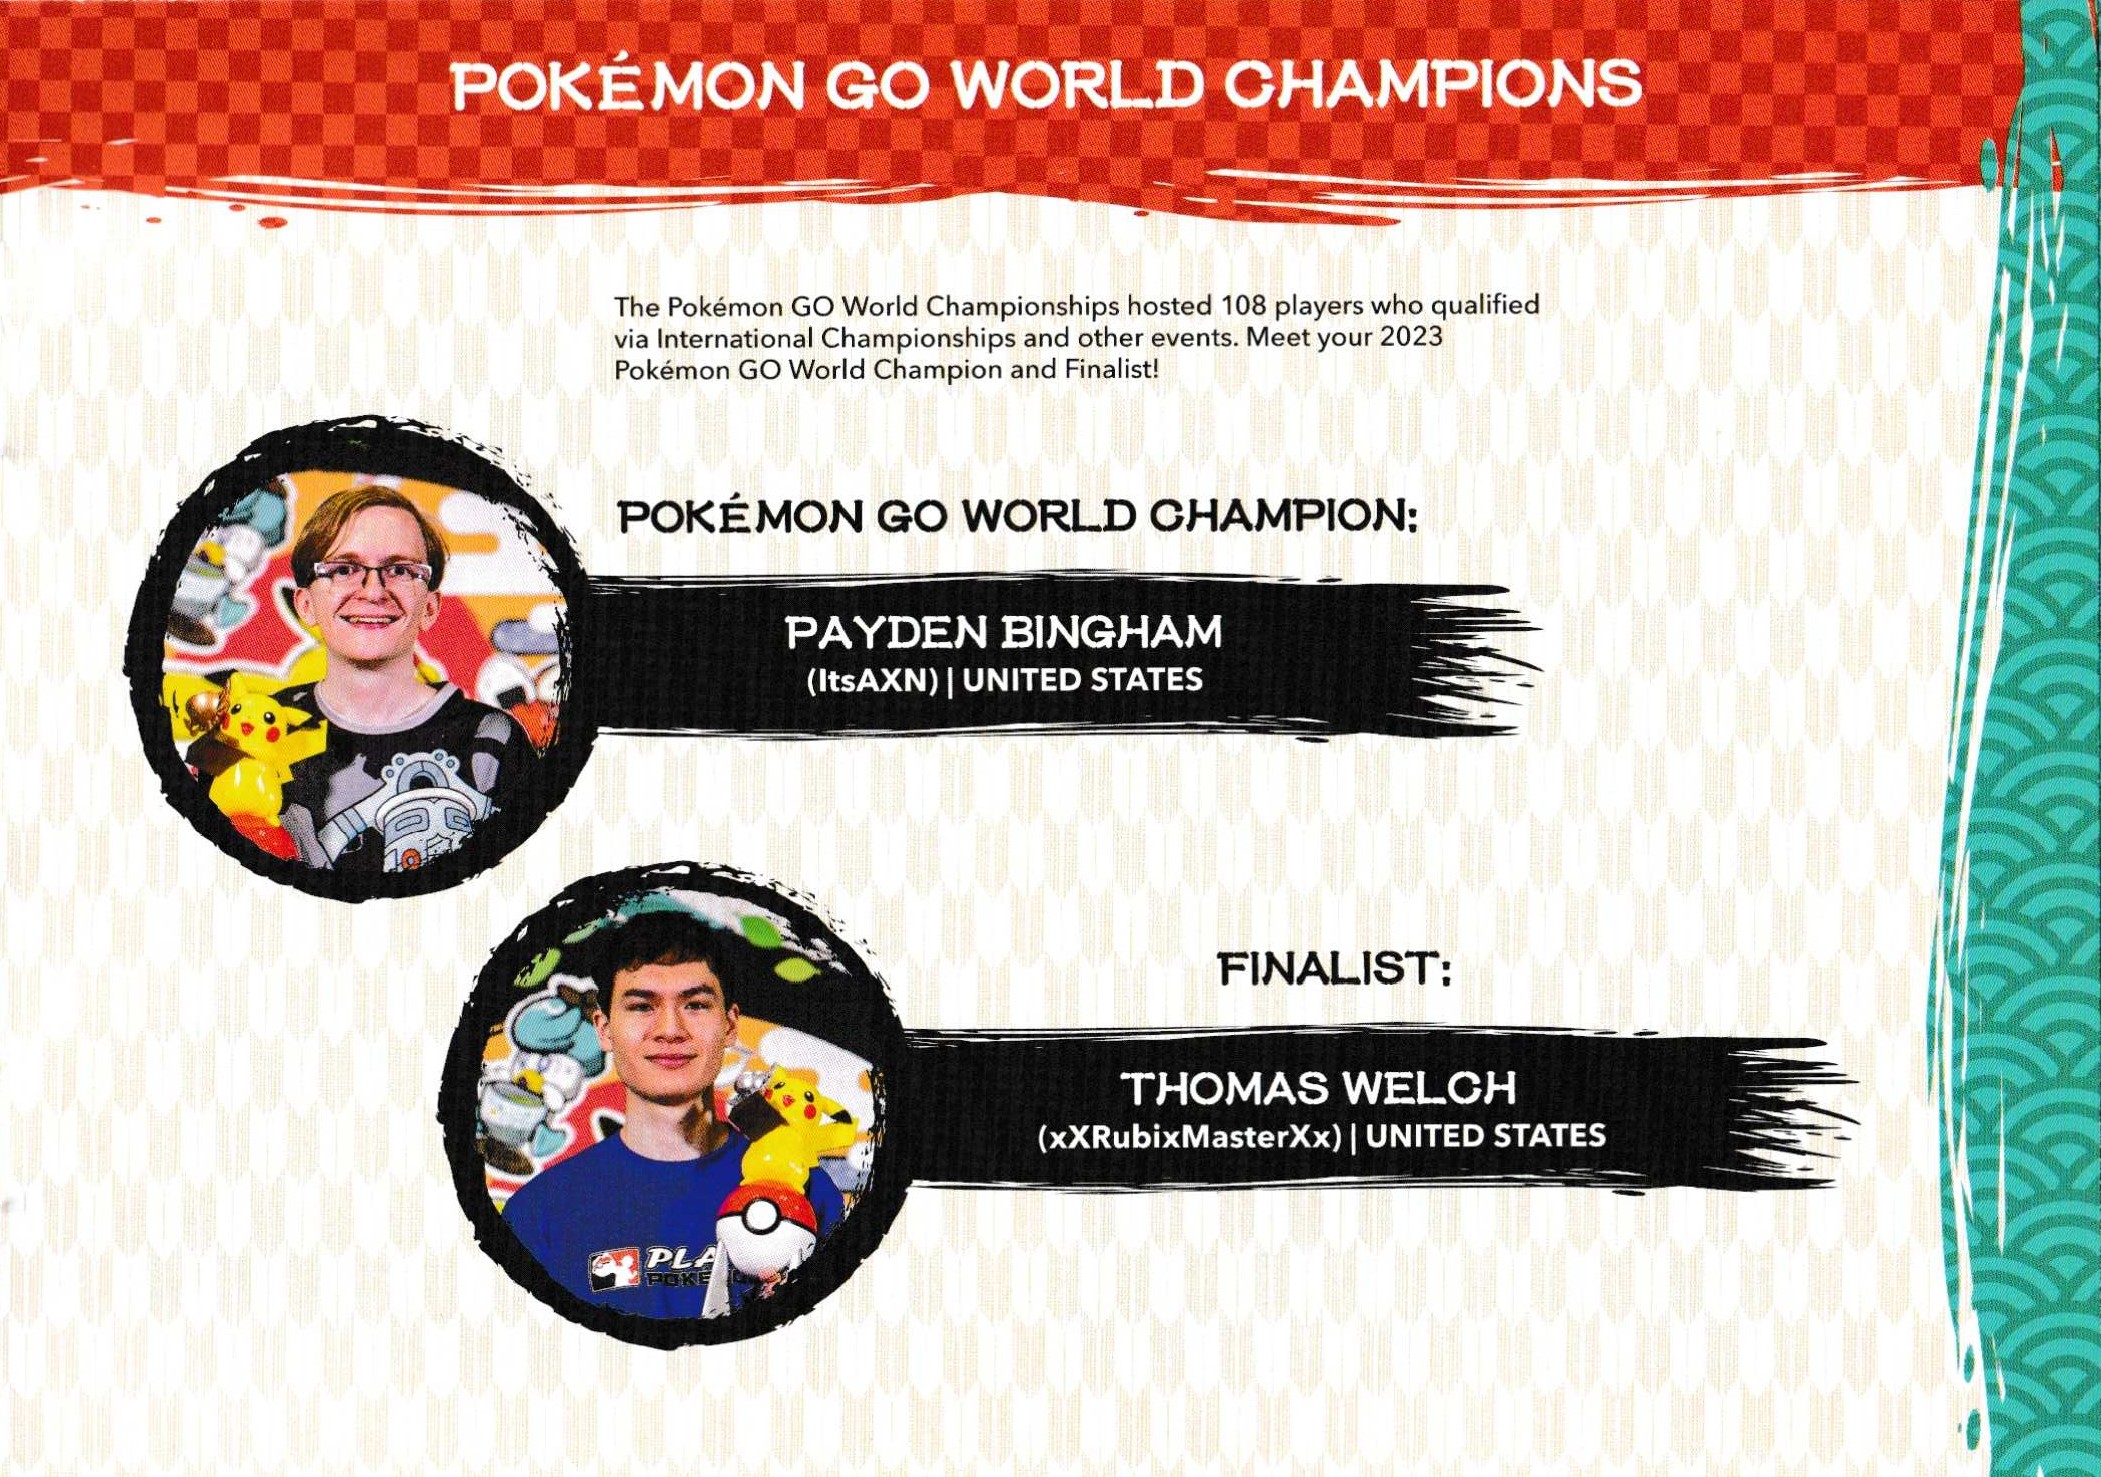 POKÉMON GO WORLD CHAMPIONS
The Pokémon GO World Championships hosted 108 players who qualified
via International Championships and other events. Meet your 2023
Pokémon GO World Champion and Finalist!
POKÉMON GO WORLD CHAMPION:
PAYDEN BINGHAM
(ItsAXN) | UNITED STATES
FINALIST:
THOMAS WELCH
(xXRubixMasterXx) | UNITED STATES